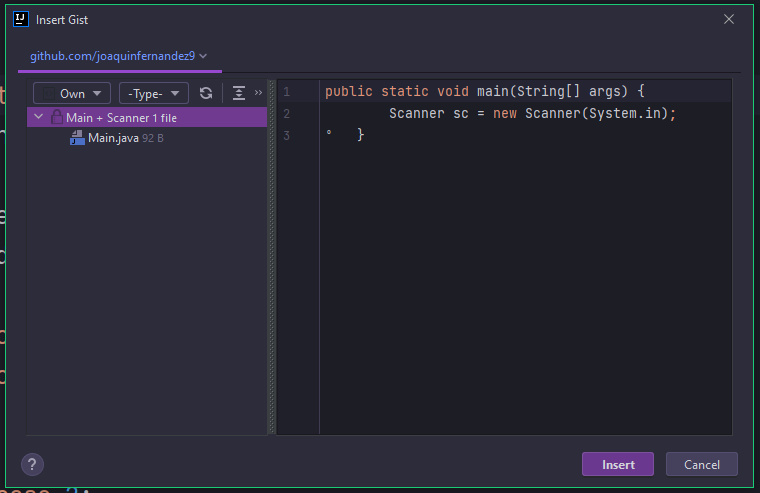 Insert Gist
github.com/joaquinfernandez9
Own
-Type-
Main + Scanner 1 file
Main.java 92 B
1 public static void main(String[] args) {
2 Scanner sc = new Scanner(System.in);
3 }
?
Insert
Cancel